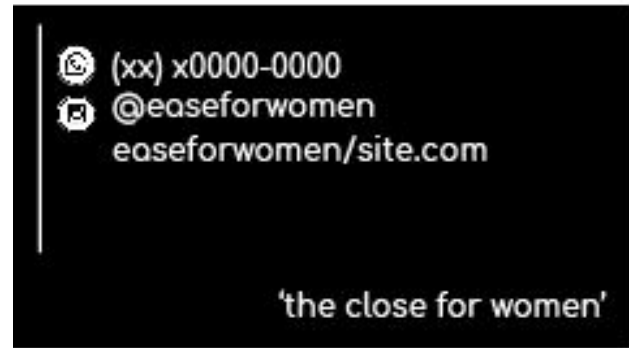 (xx) x0000-0000
@easeforwomen
easeforwomen/site.com
'the close for women'